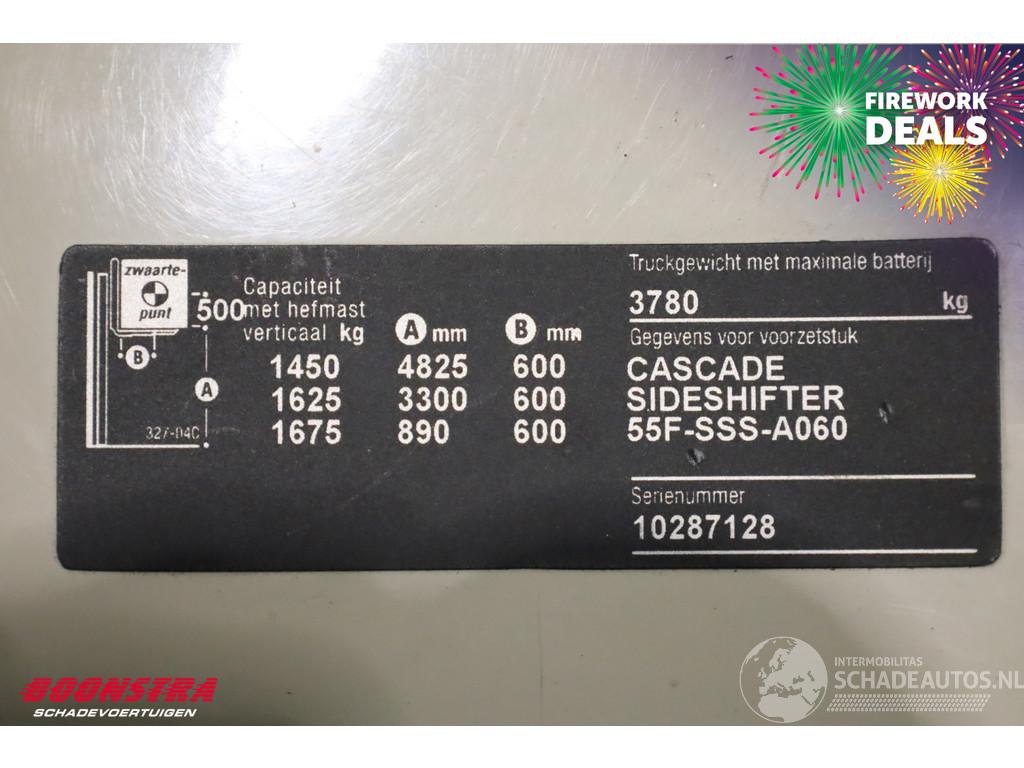 FIREWORK
DEALS
zwaarte-
punt
500
B
A
327-04C
Capaciteit
met hefmast
verticaal kg
A mm
B mm
1450 4825 600
1625 3300 600
1675 890 600
Truckgewicht met maximale batterij
3780 kg
Gegevens voor voorzetstuk
CASCADE
SIDESHIFTER
55F-SSS-A060
Serienummer
10287128
BOONSTRA
SCHADEVOERTUIGEN
INTERMOBILITAS
SCHADEAUTOS.NL